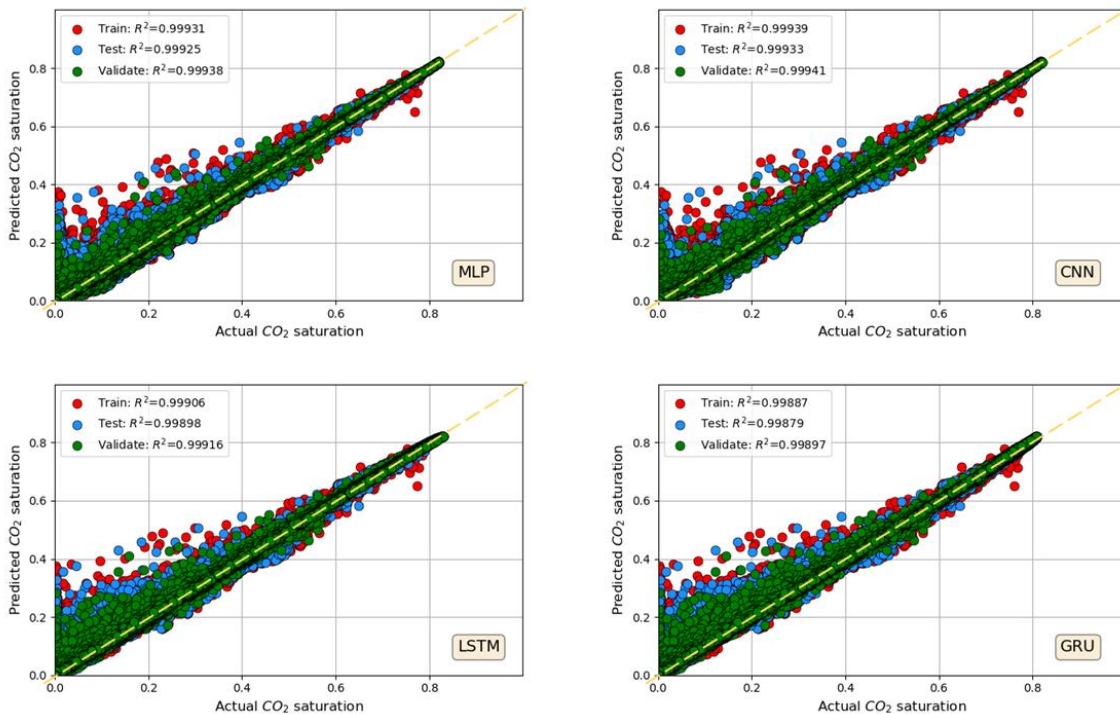 Train: R²=0.99931
Test: R²=0.99925
Validate: R²=0.99938
0.8
0.6
0.4
0.2
0.0
Predicted CO₂ saturation
MLP
0.0 0.2 0.4 0.6 0.8
Actual CO₂ saturation
Train: R²=0.99939
Test: R²=0.99933
Validate: R²=0.99941
0.8
0.6
0.4
0.2
0.0
Predicted CO₂ saturation
CNN
0.0 0.2 0.4 0.6 0.8
Actual CO₂ saturation
Train: R²=0.99906
Test: R²=0.99898
Validate: R²=0.99916
0.8
0.6
0.4
0.2
0.0
Predicted CO₂ saturation
LSTM
0.0 0.2 0.4 0.6 0.8
Actual CO₂ saturation
Train: R²=0.99887
Test: R²=0.99879
Validate: R²=0.99897
0.8
0.6
0.4
0.2
0.0
Predicted CO₂ saturation
GRU
0.0 0.2 0.4 0.6 0.8
Actual CO₂ saturation